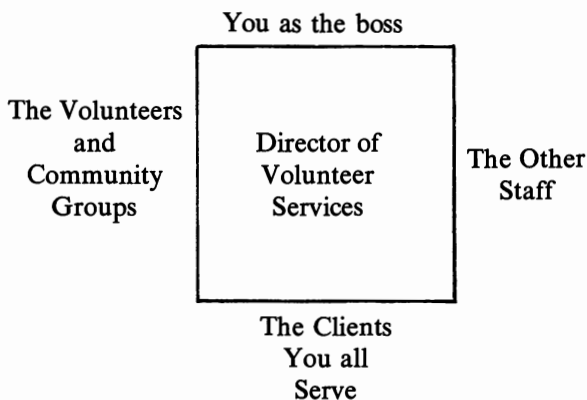 You as the boss
The Volunteers
and
Community
Groups
Director of
Volunteer
Services
The Other
Staff
The Clients
You all
Serve